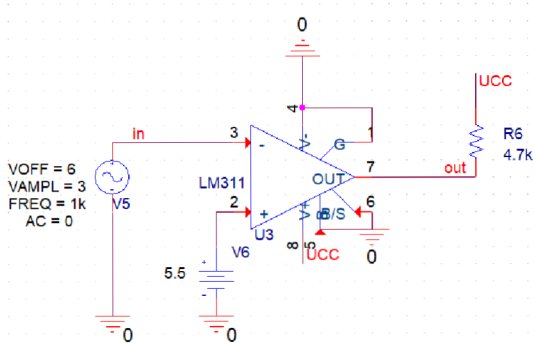 0
UCC
4
1
R6
4.7k
in
3
-
V-
G
7
out
VOFF = 6
VAMPL = 3
FREQ = 1k
AC = 0
V5
LM311
OUT
2
+
V+
B
B/S
6
U3
8
5
UCC
0
V6
+
5.5
-
0
0